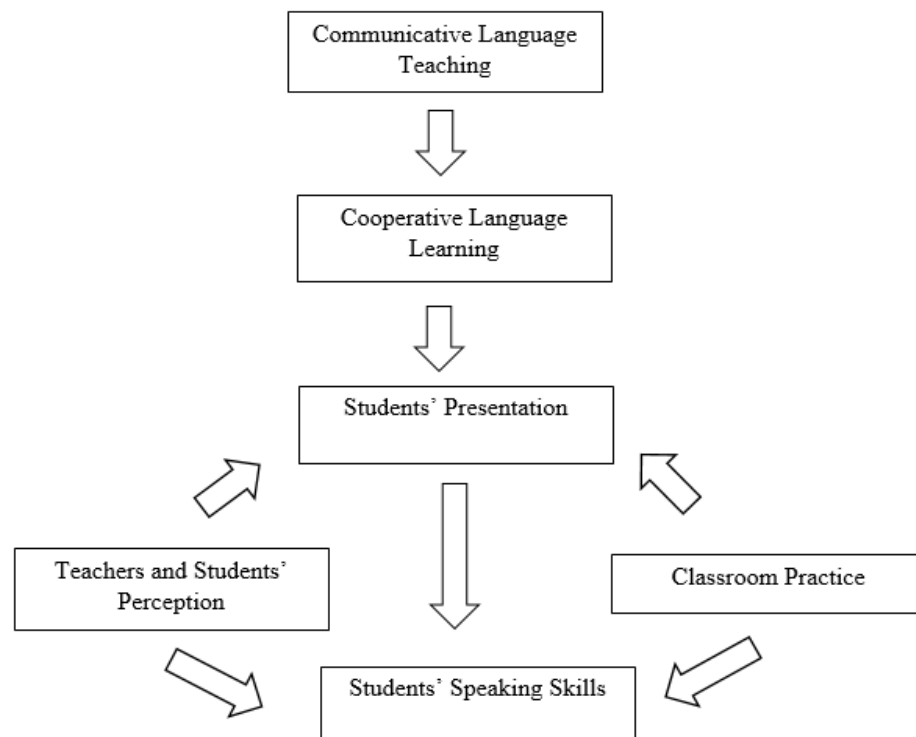 Communicative Language
Teaching
Cooperative Language
Learning
Students’ Presentation
Teachers and Students’
Perception
Classroom Practice
Students’ Speaking Skills